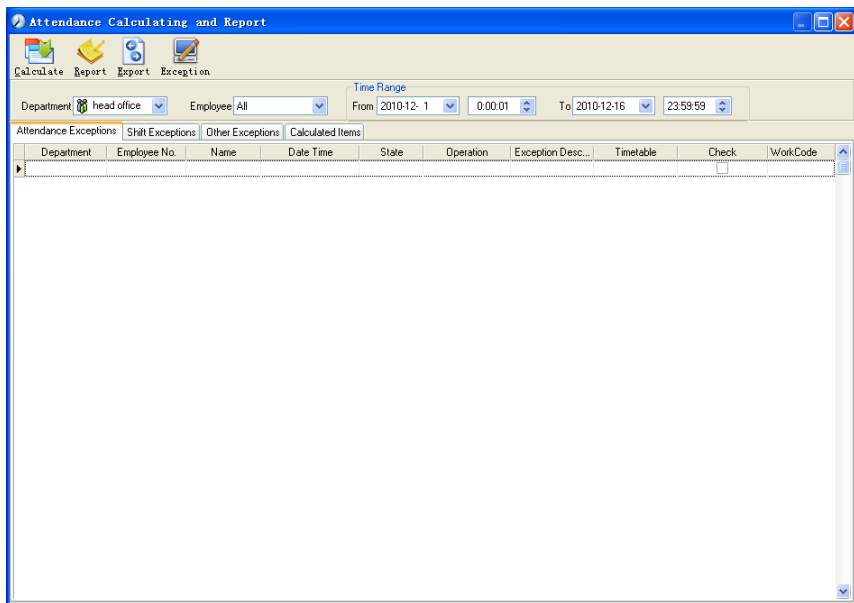 Attendance Calculating and Report
Calculate Report Export Exception
Time Range
Department head office Employee All From 2010-12- 1 0:00:01 To 2010-12-16 23:59:59
Attendance Exceptions Shift Exceptions Other Exceptions Calculated Items
Department Employee No. Name Date Time State Operation Exception Desc... Timetable Check WorkCode